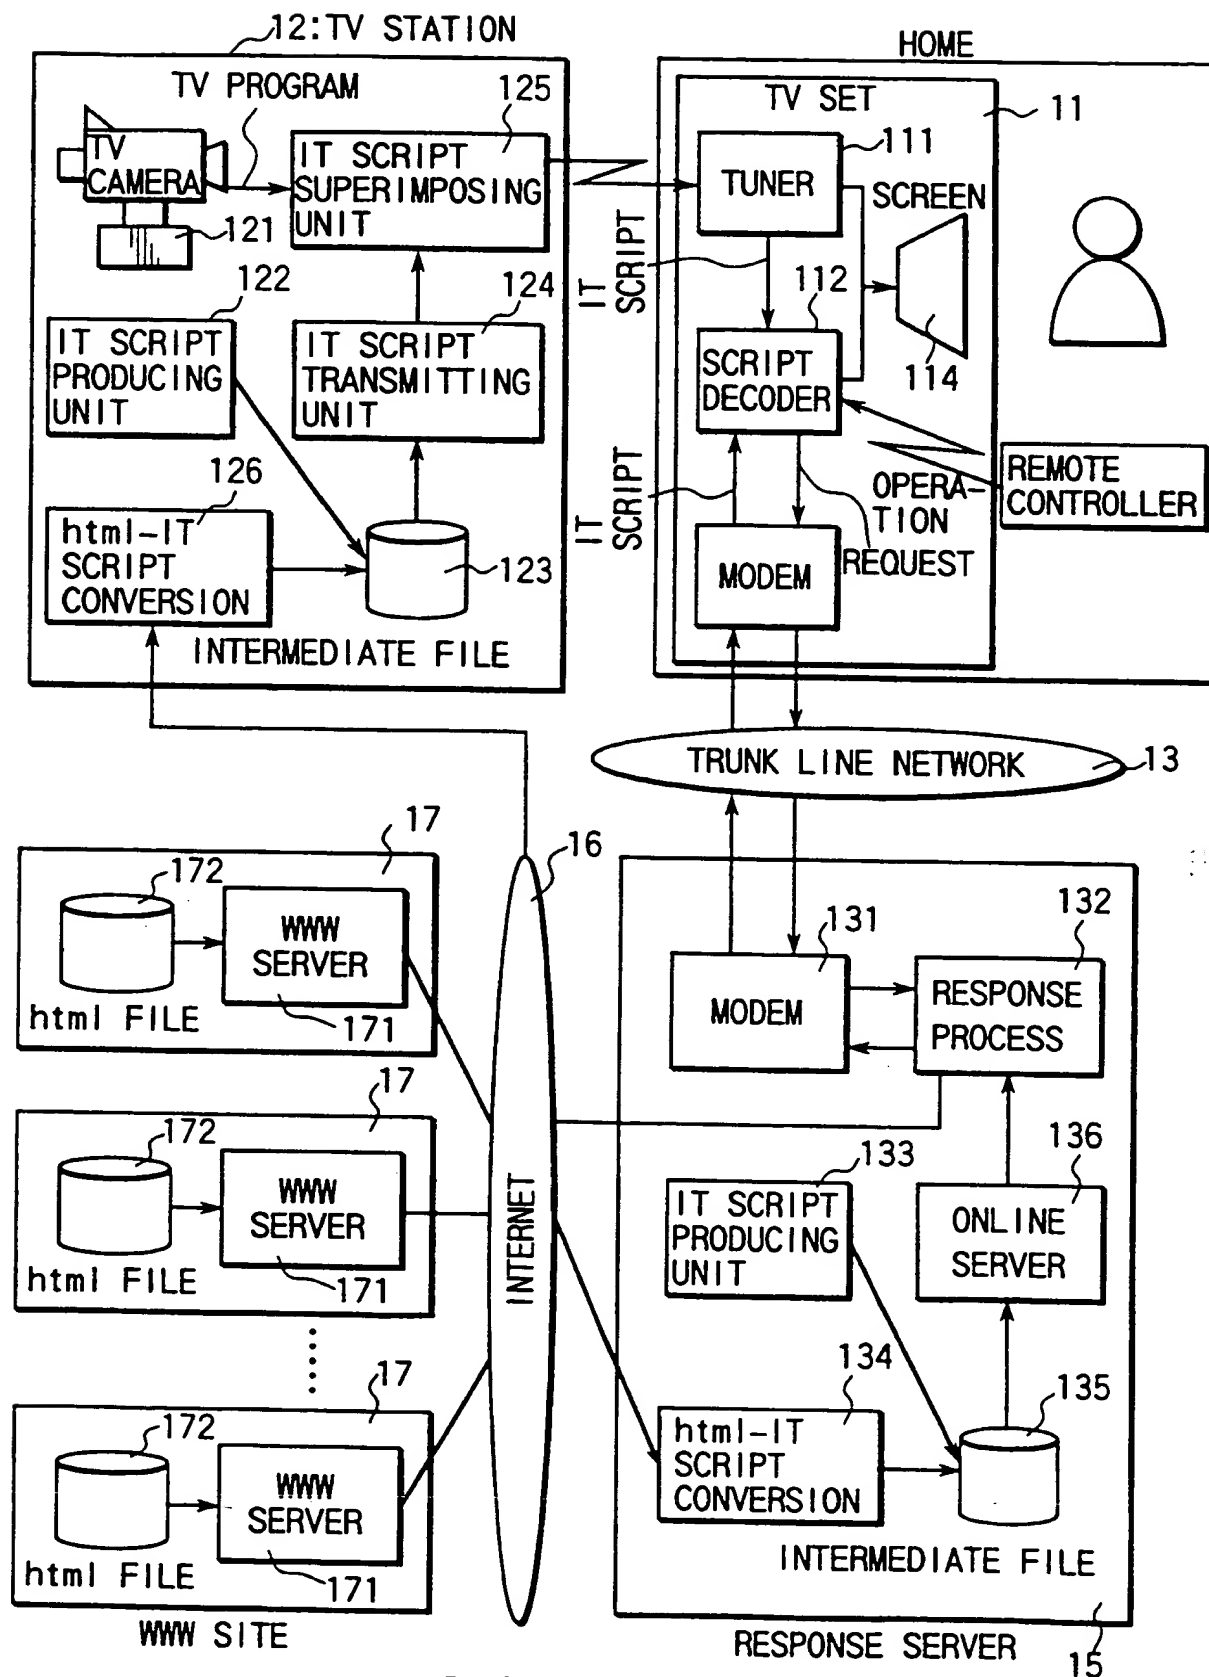 12:TV STATION
TV PROGRAM
125
TV
CAMERA
121
IT SCRIPT
SUPERIMPOSING
UNIT
122
124
IT SCRIPT
PRODUCING
UNIT
IT SCRIPT
TRANSMITTING
UNIT
126
html-IT
SCRIPT
CONVERSION
123
INTERMEDIATE FILE
HOME
TV SET
11
111
TUNER
SCREEN
IT
SCRIPT
112
SCRIPT
DECODER
114
IT
SCRIPT
OPERA-
TION
REQUEST
REMOTE
CONTROLLER
MODEM
TRUNK LINE NETWORK
13
17
172
WWW
SERVER
html FILE
171
17
172
WWW
SERVER
html FILE
171
17
172
WWW
SERVER
html FILE
171
WWW SITE
16
INTERNET
131
132
MODEM
RESPONSE
PROCESS
133
136
IT SCRIPT
PRODUCING
UNIT
ONLINE
SERVER
134
135
html-IT
SCRIPT
CONVERSION
INTERMEDIATE FILE
RESPONSE SERVER
15